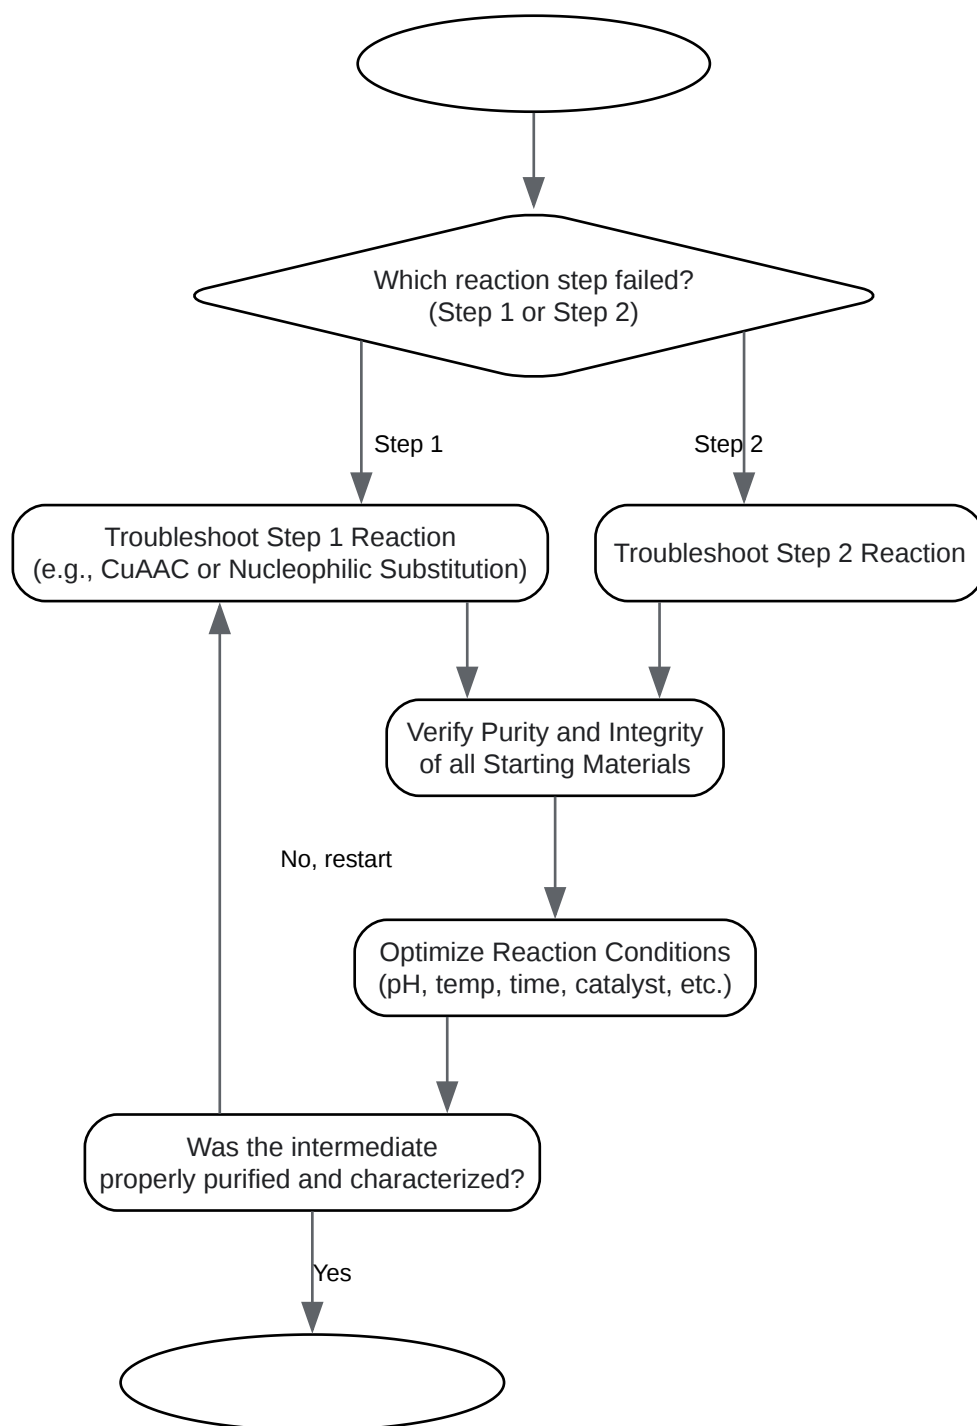 Which reaction step failed?
(Step 1 or Step 2)
Step 1
Step 2
Troubleshoot Step 1 Reaction
(e.g., CuAAC or Nucleophilic Substitution)
Troubleshoot Step 2 Reaction
Verify Purity and Integrity
of all Starting Materials
No, restart
Optimize Reaction Conditions
(pH, temp, time, catalyst, etc.)
Was the intermediate
properly purified and characterized?
Yes